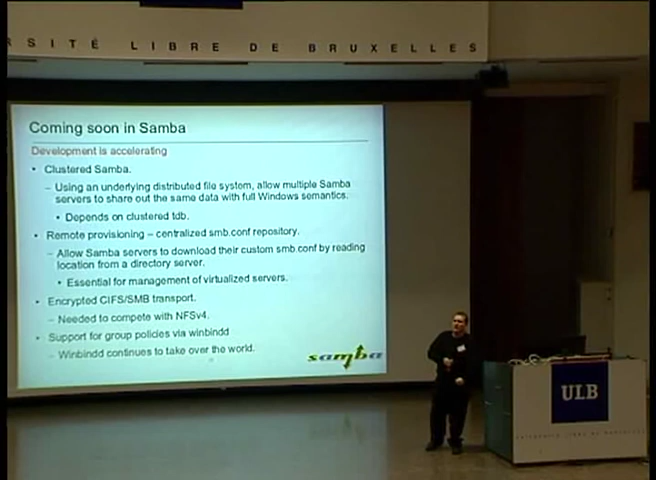 RSITÉ LIBRE DE BRUXELLES
Coming soon in Samba
Development is accelerating
• Clustered Samba.
– Using an underlying distributed file system, allow multiple Samba
servers to share out the same data with full Windows semantics.
• Depends on clustered tdb.
• Remote provisioning – centralized smb.conf repository.
– Allow Samba servers to download their custom smb.conf by reading
location from a directory server.
• Essential for management of virtualized servers.
• Encrypted CIFS/SMB transport.
– Needed to compete with NFSv4.
• Support for group policies via winbindd
– Winbindd continues to take over the world.
samba
ULB